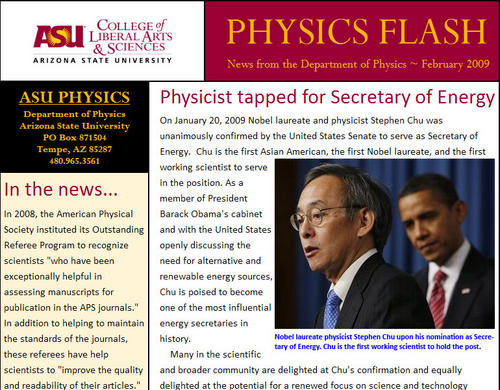 ASU COLLEGE of
LIBERAL ARTS
& SCIENCES
ARIZONA STATE UNIVERSITY
PHYSICS FLASH
News from the Department of Physics ~ February 2009
ASU PHYSICS
Department of Physics
Arizona State University
PO Box 871504
Tempe, AZ 85287
480.965.3561
In the news...
In 2008, the American Physical
Society instituted its Outstanding
Referee Program to recognize
scientists "who have been
exceptionally helpful in
assessing manuscripts for
publication in the APS journals."
In addition to helping to maintain
the standards of the journals,
these referees have help
scientists to "improve the quality
and readability of their articles."
Physicist tapped for Secretary of Energy
On January 20, 2009 Nobel laureate and physicist Stephen Chu was
unanimously confirmed by the United States Senate to serve as Secretary of
Energy. Chu is the first Asian American, the first Nobel laureate, and the first
working scientist to serve
in the position. As a
member of President
Barack Obama's cabinet
and with the United States
openly discussing the
need for alternative and
renewable energy sources,
Chu is poised to become
one of the most influential
energy secretaries in
history.
Nobel laureate physicist Stephen Chu upon his nomination as Secre-
tary of Energy. Chu is the first working scientist to hold the post.
Many in the scientific
and broader community are delighted at Chu's confirmation and equally
delighted at the potential for a renewed focus on science and technology